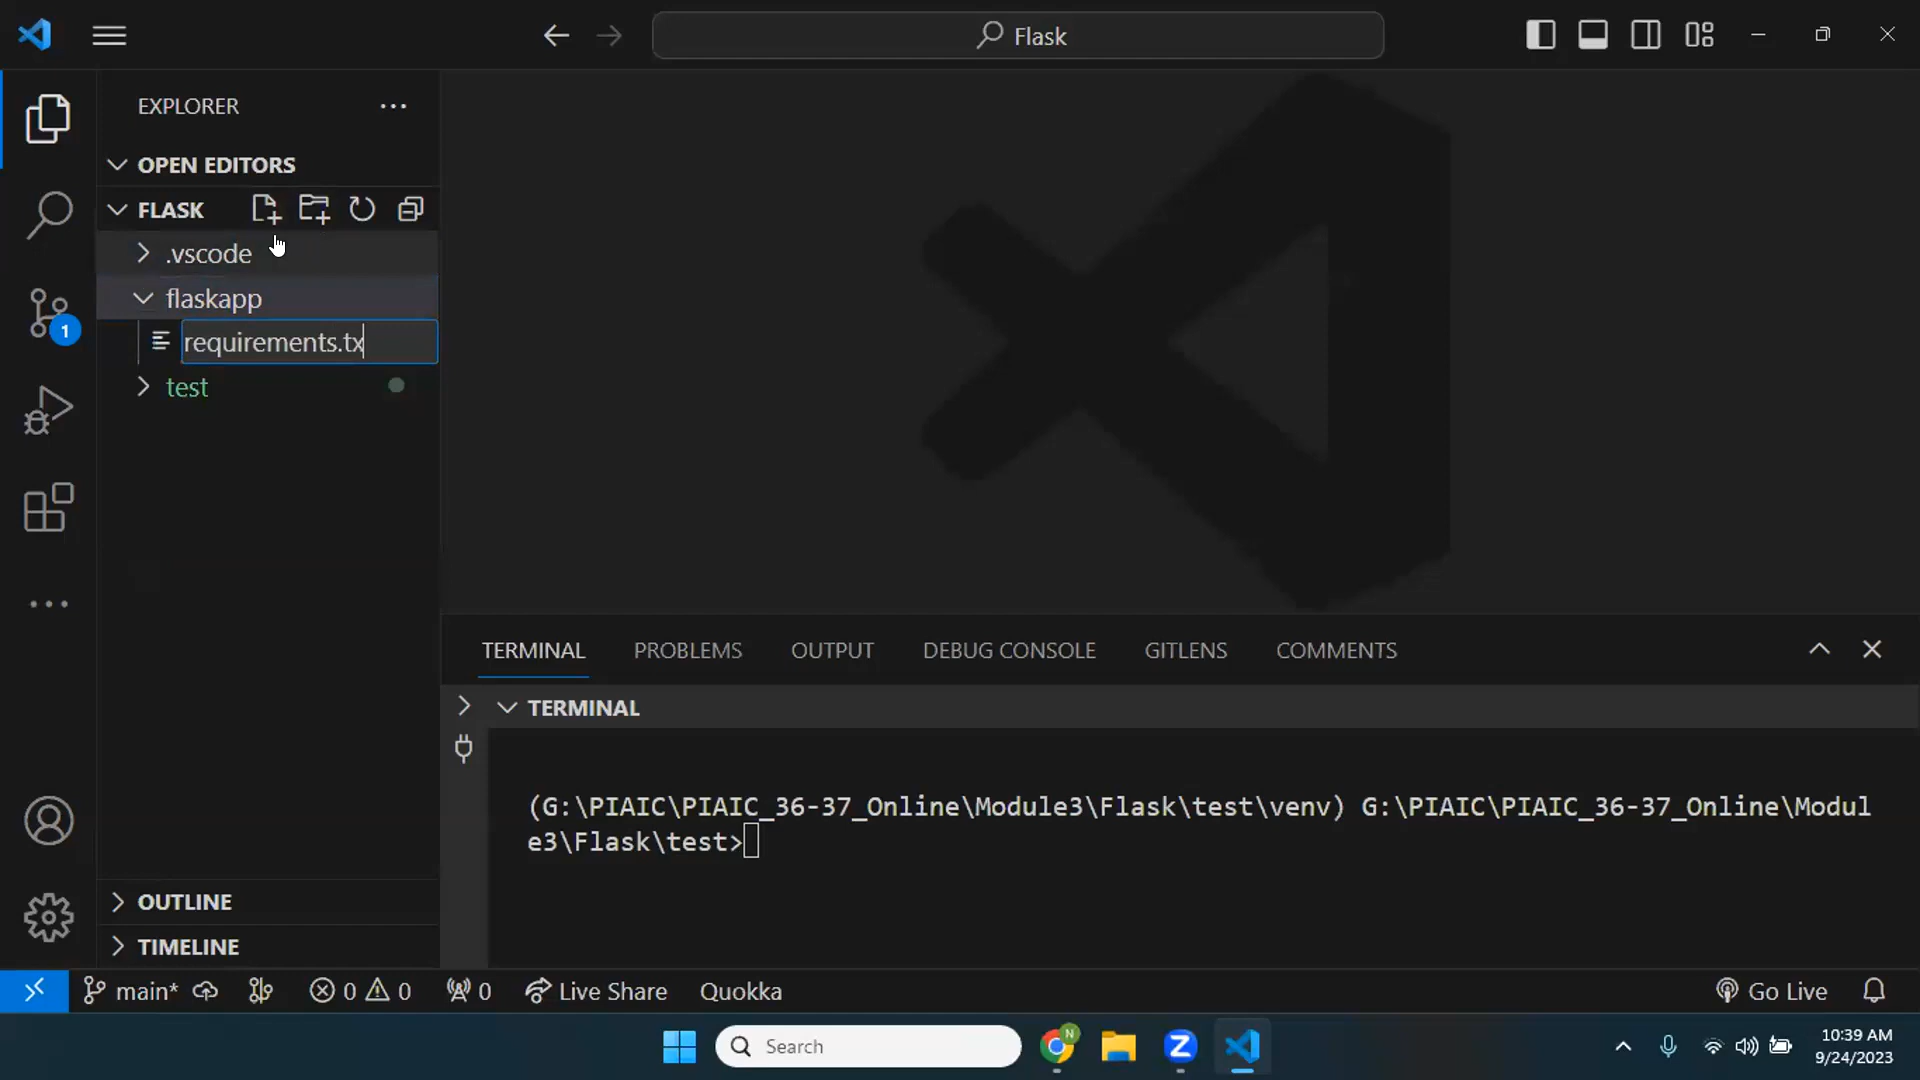 Flask
EXPLORER
OPEN EDITORS
FLASK
.vscode
flaskapp
requirements.tx
test
1
OUTLINE
TIMELINE
TERMINAL PROBLEMS OUTPUT DEBUG CONSOLE GITLENS COMMENTS
TERMINAL
(G:\PIAIC\PIAIC_36-37_Online\Module3\Flask\test\venv) G:\PIAIC\PIAIC_36-37_Online\Modul
e3\Flask\test>
main* 0 0 0 Live Share Quokka Go Live
Search
N
Z
10:39 AM
9/24/2023